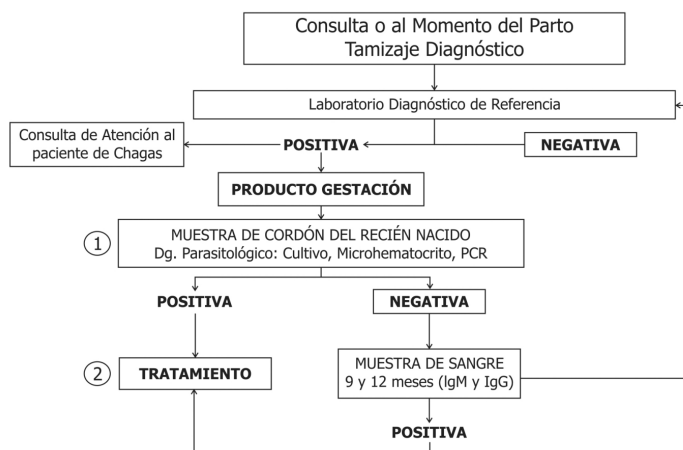 Consulta o al Momento del Parto
Tamizaje Diagnóstico
Laboratorio Diagnóstico de Referencia
Consulta de Atención al
paciente de Chagas
POSITIVA
NEGATIVA
PRODUCTO GESTACIÓN
1
MUESTRA DE CORDÓN DEL RECIÉN NACIDO
Dg. Parasitológico: Cultivo, Microhematocrito, PCR
POSITIVA
NEGATIVA
2
TRATAMIENTO
MUESTRA DE SANGRE
9 y 12 meses (IgM y IgG)
POSITIVA